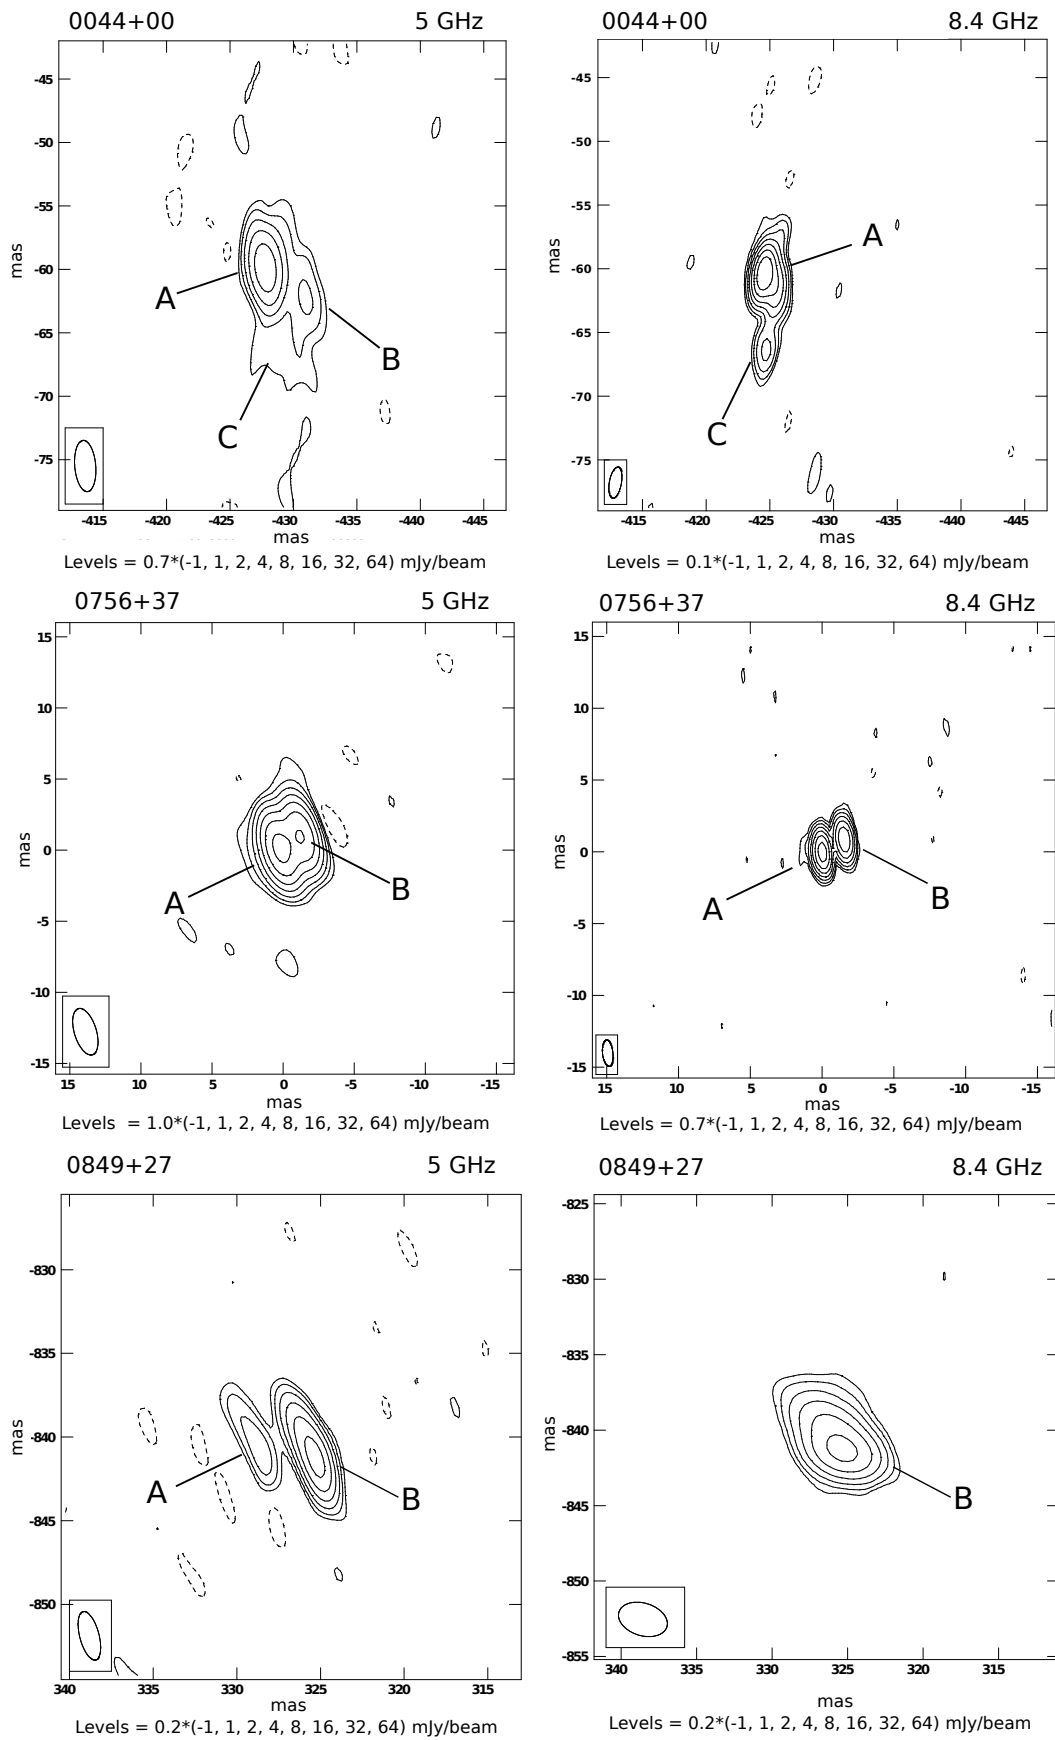 0044+00 5 GHz
-45
-50
-55
-60
-65
-70
-75
mas
A
B
C
-415 -420 -425 -430 -435 -440 -445
mas
Levels = 0.7*(-1, 1, 2, 4, 8, 16, 32, 64) mJy/beam
0044+00 8.4 GHz
-45
-50
-55
-60
-65
-70
-75
mas
A
C
-415 -420 -425 -430 -435 -440 -445
mas
Levels = 0.1*(-1, 1, 2, 4, 8, 16, 32, 64) mJy/beam
0756+37 5 GHz
15
10
5
0
-5
-10
-15
mas
A
B
15 10 5 0 -5 -10 -15
mas
Levels = 1.0*(-1, 1, 2, 4, 8, 16, 32, 64) mJy/beam
0756+37 8.4 GHz
15
10
5
0
-5
-10
-15
mas
A
B
15 10 5 0 -5 -10 -15
mas
Levels = 0.7*(-1, 1, 2, 4, 8, 16, 32, 64) mJy/beam
0849+27 5 GHz
-830
-835
-840
-845
-850
mas
A
B
340 335 330 325 320 315
mas
Levels = 0.2*(-1, 1, 2, 4, 8, 16, 32, 64) mJy/beam
0849+27 8.4 GHz
-825
-830
-835
-840
-845
-850
-855
mas
B
340 335 330 325 320 315
mas
Levels = 0.2*(-1, 1, 2, 4, 8, 16, 32, 64) mJy/beam